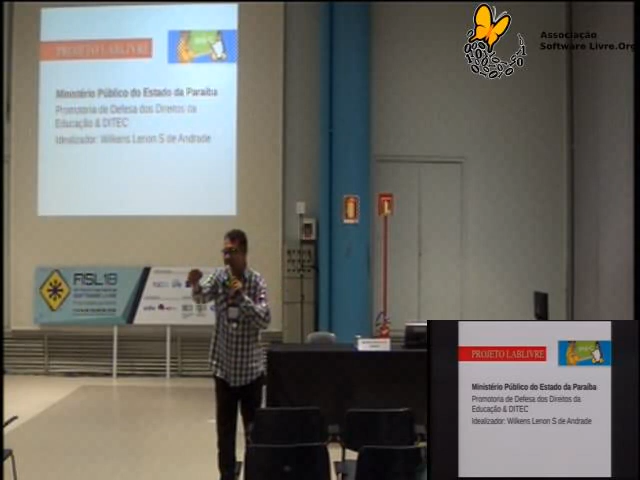 Associação
Software Livre.Org
PROJETO LABLIVRE
Ministério Público do Estado da Paraíba
Promotoria de Defesa dos Direitos da
Educação & DITEC
Idealizador: Wilkens Lenon S de Andrade
FISL18
SOFTWARE LIVRE
PROJETO LABLIVRE
Ministério Público do Estado da Paraíba
Promotoria de Defesa dos Direitos da
Educação & DITEC
Idealizador: Wilkens Lenon S de Andrade